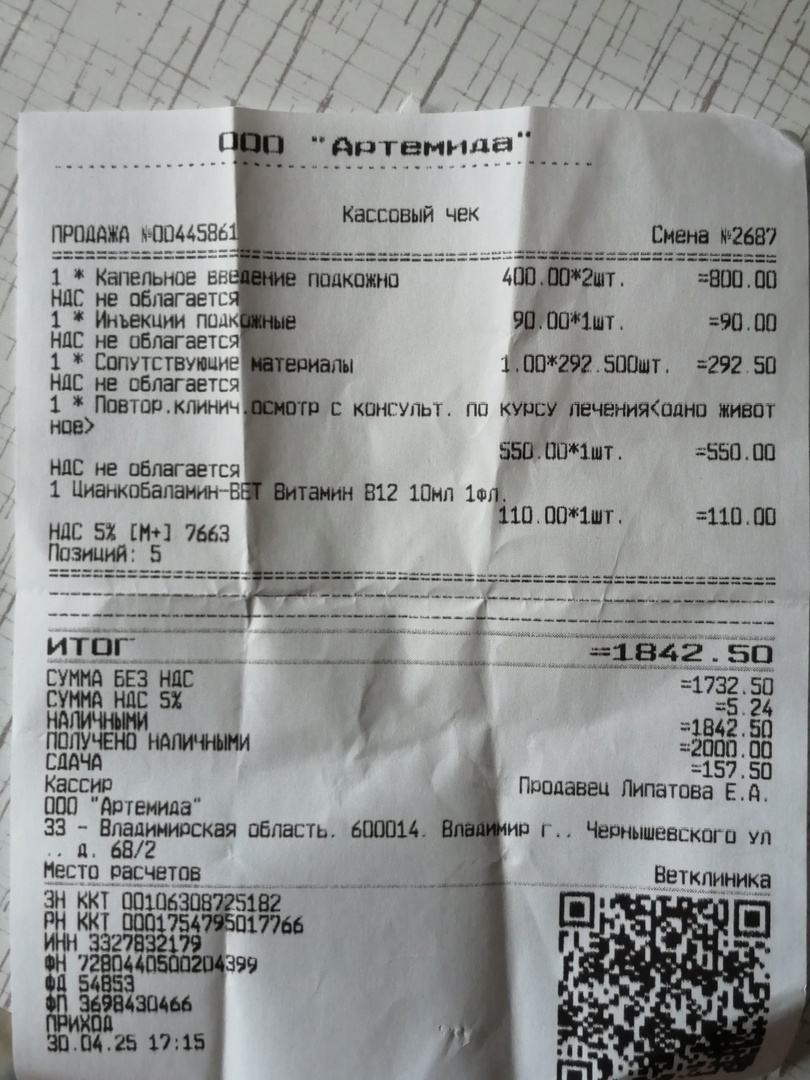 ООО "Артемида"
Кассовый чек
ПРОДАЖА №00445861 Смена №2687
1 * Капельное введение подкожно 400.00*2шт. =800.00
НДС не облагается
1 * Инъекции подкожные 90.00*1шт. =90.00
НДС не облагается
1 * Сопутствующие материалы 1.00*292.500шт. =292.50
НДС не облагается
1 * Повтор.клинич.осмотр с консульт. по курсу лечения<одно живот
ное>
550.00*1шт. =550.00
НДС не облагается
1 Цианкобаламин-ВЕТ Витамин В12 10мл 1фл.
110.00*1шт. =110.00
НДС 5% [М+] 7663
Позиций: 5
ИТОГ =1842.50
СУММА БЕЗ НДС =1732.50
СУММА НДС 5% =5.24
НАЛИЧНЫМИ =1842.50
ПОЛУЧЕНО НАЛИЧНЫМИ =2000.00
СДАЧА =157.50
Кассир Продавец Липатова Е.А.
ООО "Артемида"
33 - Владимирская область, 600014, Владимир г., Чернышевского ул
., д. 68/2
Место расчетов Ветклиника
ЗН ККТ 00106308725182
РН ККТ 0001754795017766
ИНН 3327832179
ФН 7280440500204399
ФД 54853
ФП 3698430466
ПРИХОД
30.04.25 17:15